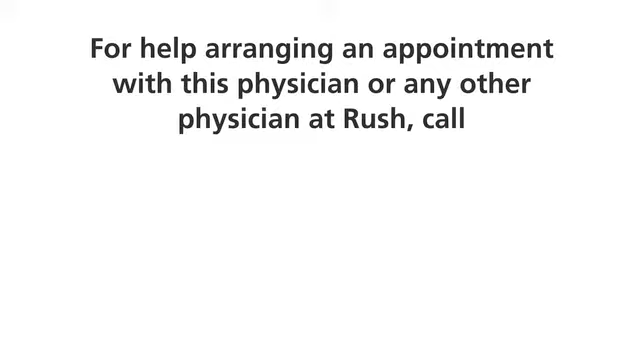 For help arranging an appointment
with this physician or any other
physician at Rush, call